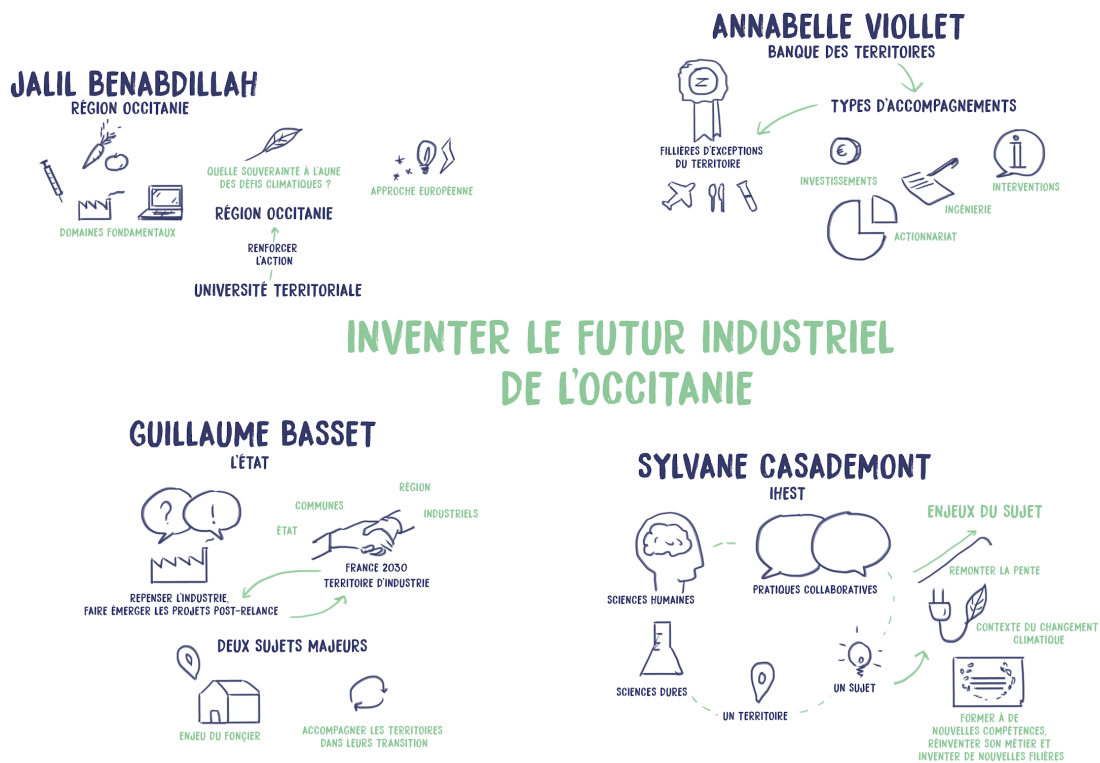 JALIL BENABDILLAH
RÉGION OCCITANIE
QUELLE SOUVERAINTÉ À L'AUNE
DES DÉFIS CLIMATIQUES ?
APPROCHE EUROPÉENNE
DOMAINES FONDAMENTAUX
RÉGION OCCITANIE
RENFORCER
L'ACTION
UNIVERSITÉ TERRITORIALE
ANNABELLE VIOLLET
BANQUE DES TERRITOIRES
TYPES D'ACCOMPAGNEMENTS
FILLIÈRES D'EXCEPTIONS
DU TERRITOIRE
€
INVESTISSEMENTS
i
INTERVENTIONS
INGÉNIERIE
ACTIONNARIAT
INVENTER LE FUTUR INDUSTRIEL
DE L'OCCITANIE
GUILLAUME BASSET
L'ÉTAT
? !
RÉGION
COMMUNES
INDUSTRIELS
ÉTAT
FRANCE 2030
TERRITOIRE D'INDUSTRIE
REPENSER L'INDUSTRIE,
FAIRE ÉMERGER LES PROJETS POST-RELANCE
DEUX SUJETS MAJEURS
ENJEU DU FONÇIER
ACCOMPAGNER LES TERRITOIRES
DANS LEURS TRANSITION
SYLVANE CASADEMONT
IHEST
SCIENCES HUMAINES
PRATIQUES COLLABORATIVES
SCIENCES DURES
UN TERRITOIRE
UN SUJET
ENJEUX DU SUJET
REMONTER LA PENTE
CONTEXTE DU CHANGEMENT
CLIMATIQUE
FORMER À DE
NOUVELLES COMPÉTENCES,
RÉINVENTER SON MÉTIER ET
INVENTER DE NOUVELLES FILIÈRES